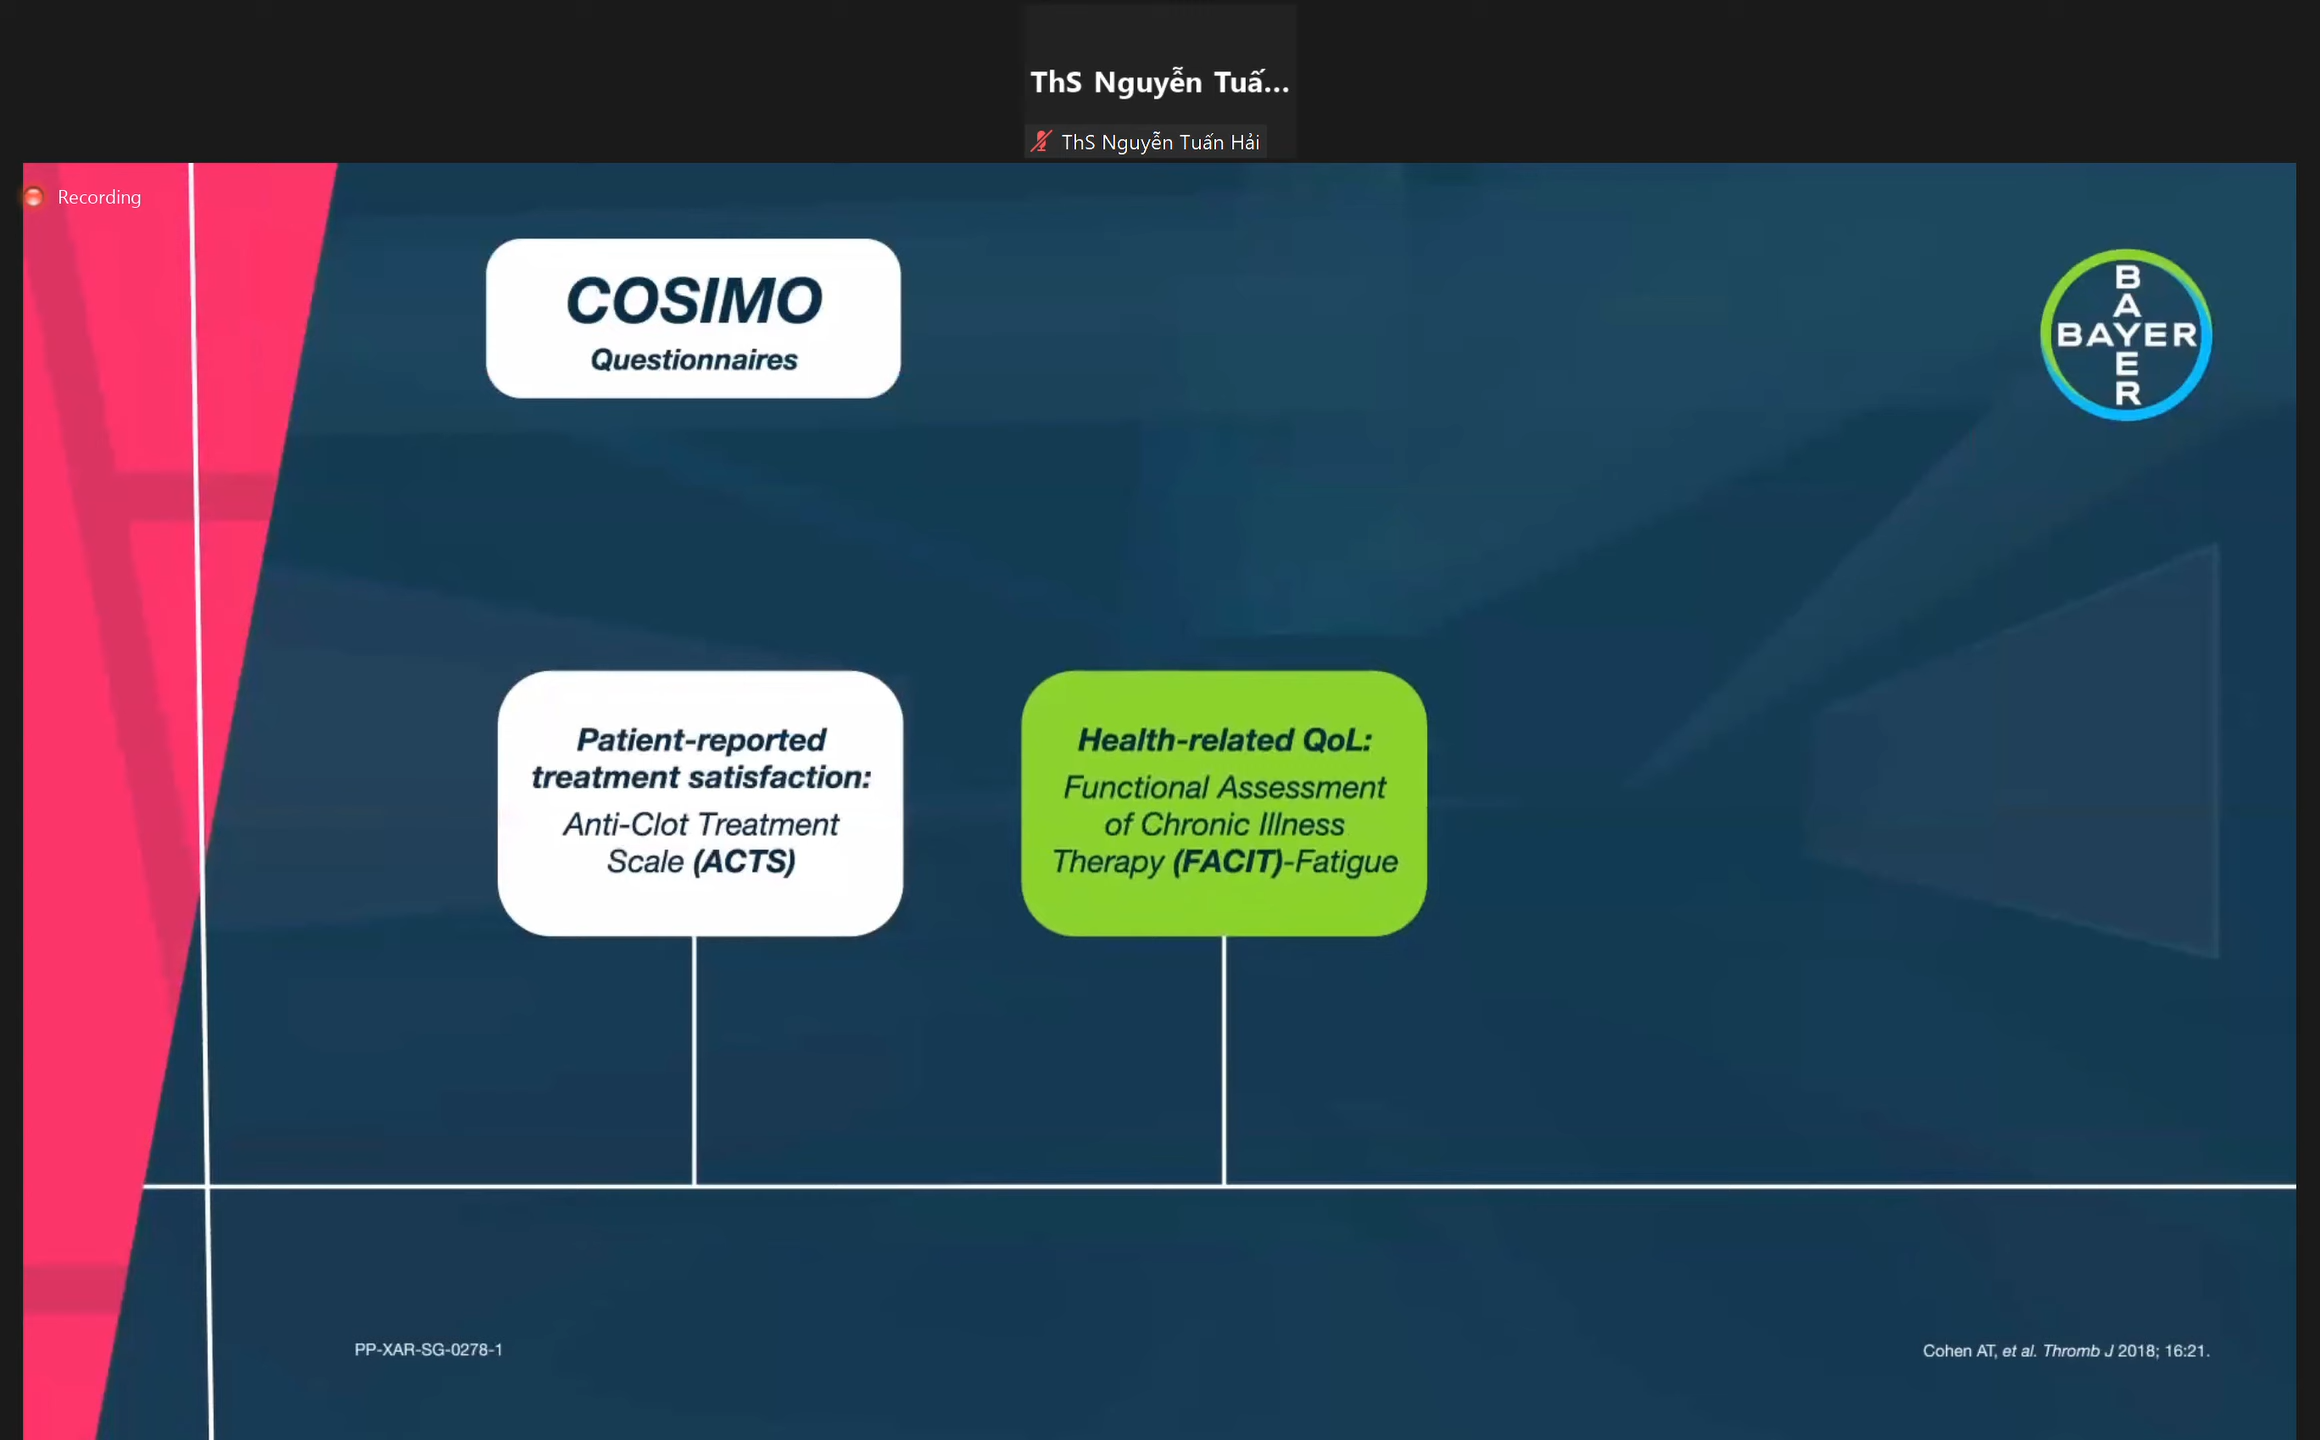 ThS Nguyễn Tuấ...
ThS Nguyễn Tuấn Hải
Recording
COSIMO
Questionnaires
BAYER
BAYER
Patient-reported
treatment satisfaction:
Anti-Clot Treatment
Scale (ACTS)
Health-related QoL:
Functional Assessment
of Chronic Illness
Therapy (FACIT)-Fatigue
PP-XAR-SG-0278-1
Cohen AT, et al. Thromb J 2018; 16:21.